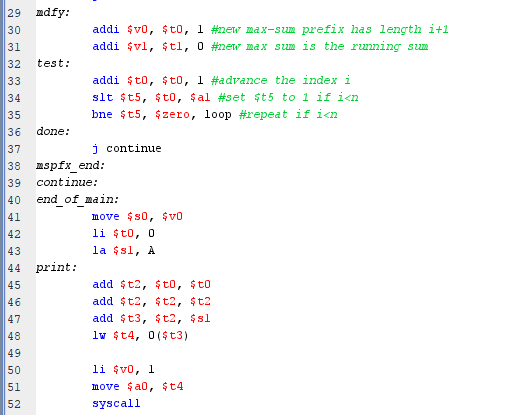 29 mdfy:
30 addi $v0, $t0, 1 #new max-sum prefix has length i+1
31 addi $v1, $t1, 0 #new max sum is the running sum
32 test:
33 addi $t0, $t0, 1 #advance the index i
34 slt $t5, $t0, $a1 #set $t5 to 1 if i<n
35 bne $t5, $zero, loop #repeat if i<n
36 done:
37 j continue
38 mspfx_end:
39 continue:
40 end_of_main:
41 move $s0, $v0
42 li $t0, 0
43 la $s1, A
44 print:
45 add $t2, $t0, $t0
46 add $t2, $t2, $t2
47 add $t3, $t2, $s1
48 lw $t4, 0($t3)
49
50 li $v0, 1
51 move $a0, $t4
52 syscall